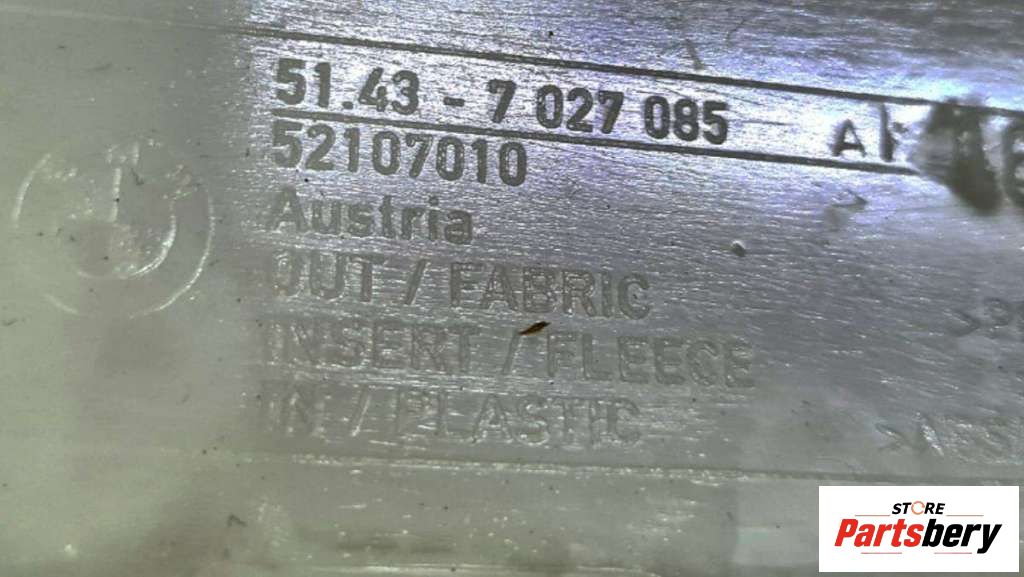 51.43 - 7 027 085
52107010
Austria
OUT / FABRIC
INSERT / FLEECE
IN / PLASTIC
STORE
Partsbery